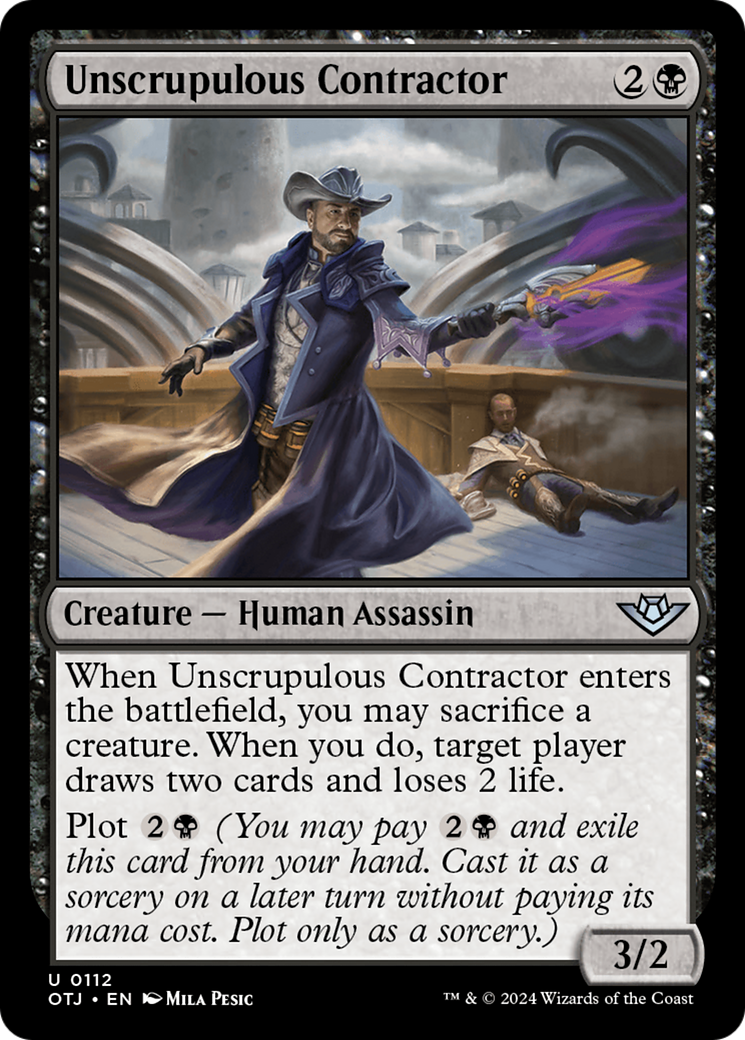 Unscrupulous Contractor 2
Creature — Human Assassin
When Unscrupulous Contractor enters
the battlefield, you may sacrifice a
creature. When you do, target player
draws two cards and loses 2 life.
Plot 2 (You may pay 2 and exile
this card from your hand. Cast it as a
sorcery on a later turn without paying its
mana cost. Plot only as a sorcery.)
3/2
U 0112
OTJ • EN Mila Pesic
™ & © 2024 Wizards of the Coast